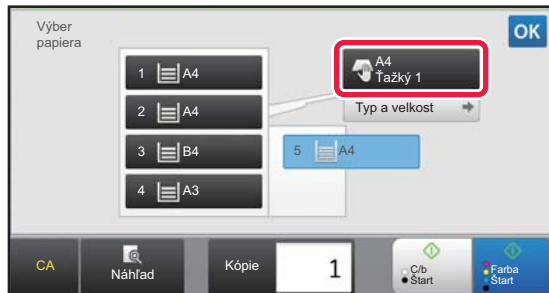 Výber
papiera
OK
1 A4
2 A4
3 B4
4 A3
5 A4
A4
Ťažký 1
Typ a velkost
CA
Náhľad
Kópie
1
C/b
Štart
Farba
Štart